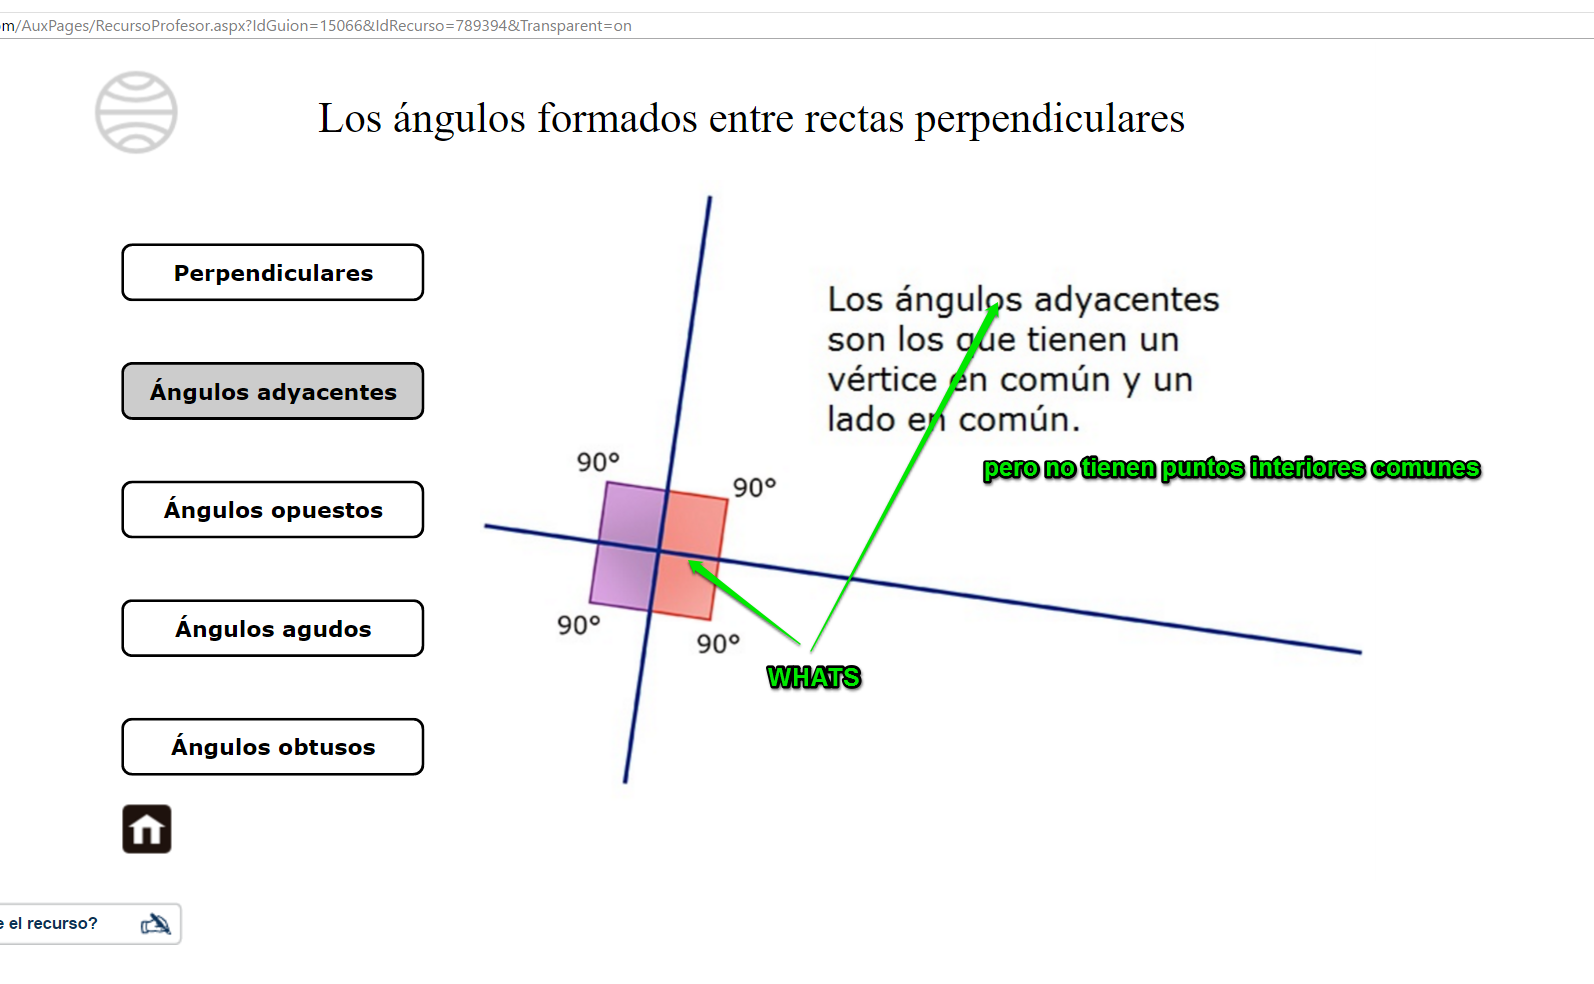 om/AuxPages/RecursoProfesor.aspx?IdGuion=15066&IdRecurso=789394&Transparent=on
Los ángulos formados entre rectas perpendiculares
Perpendiculares
Ángulos adyacentes
Ángulos opuestos
Ángulos agudos
Ángulos obtusos
Los ángulos adyacentes
son los que tienen un
vértice en común y un
lado en común.
pero no tienen puntos interiores comunes
90°
90°
90°
90°
WHATS
e el recurso?